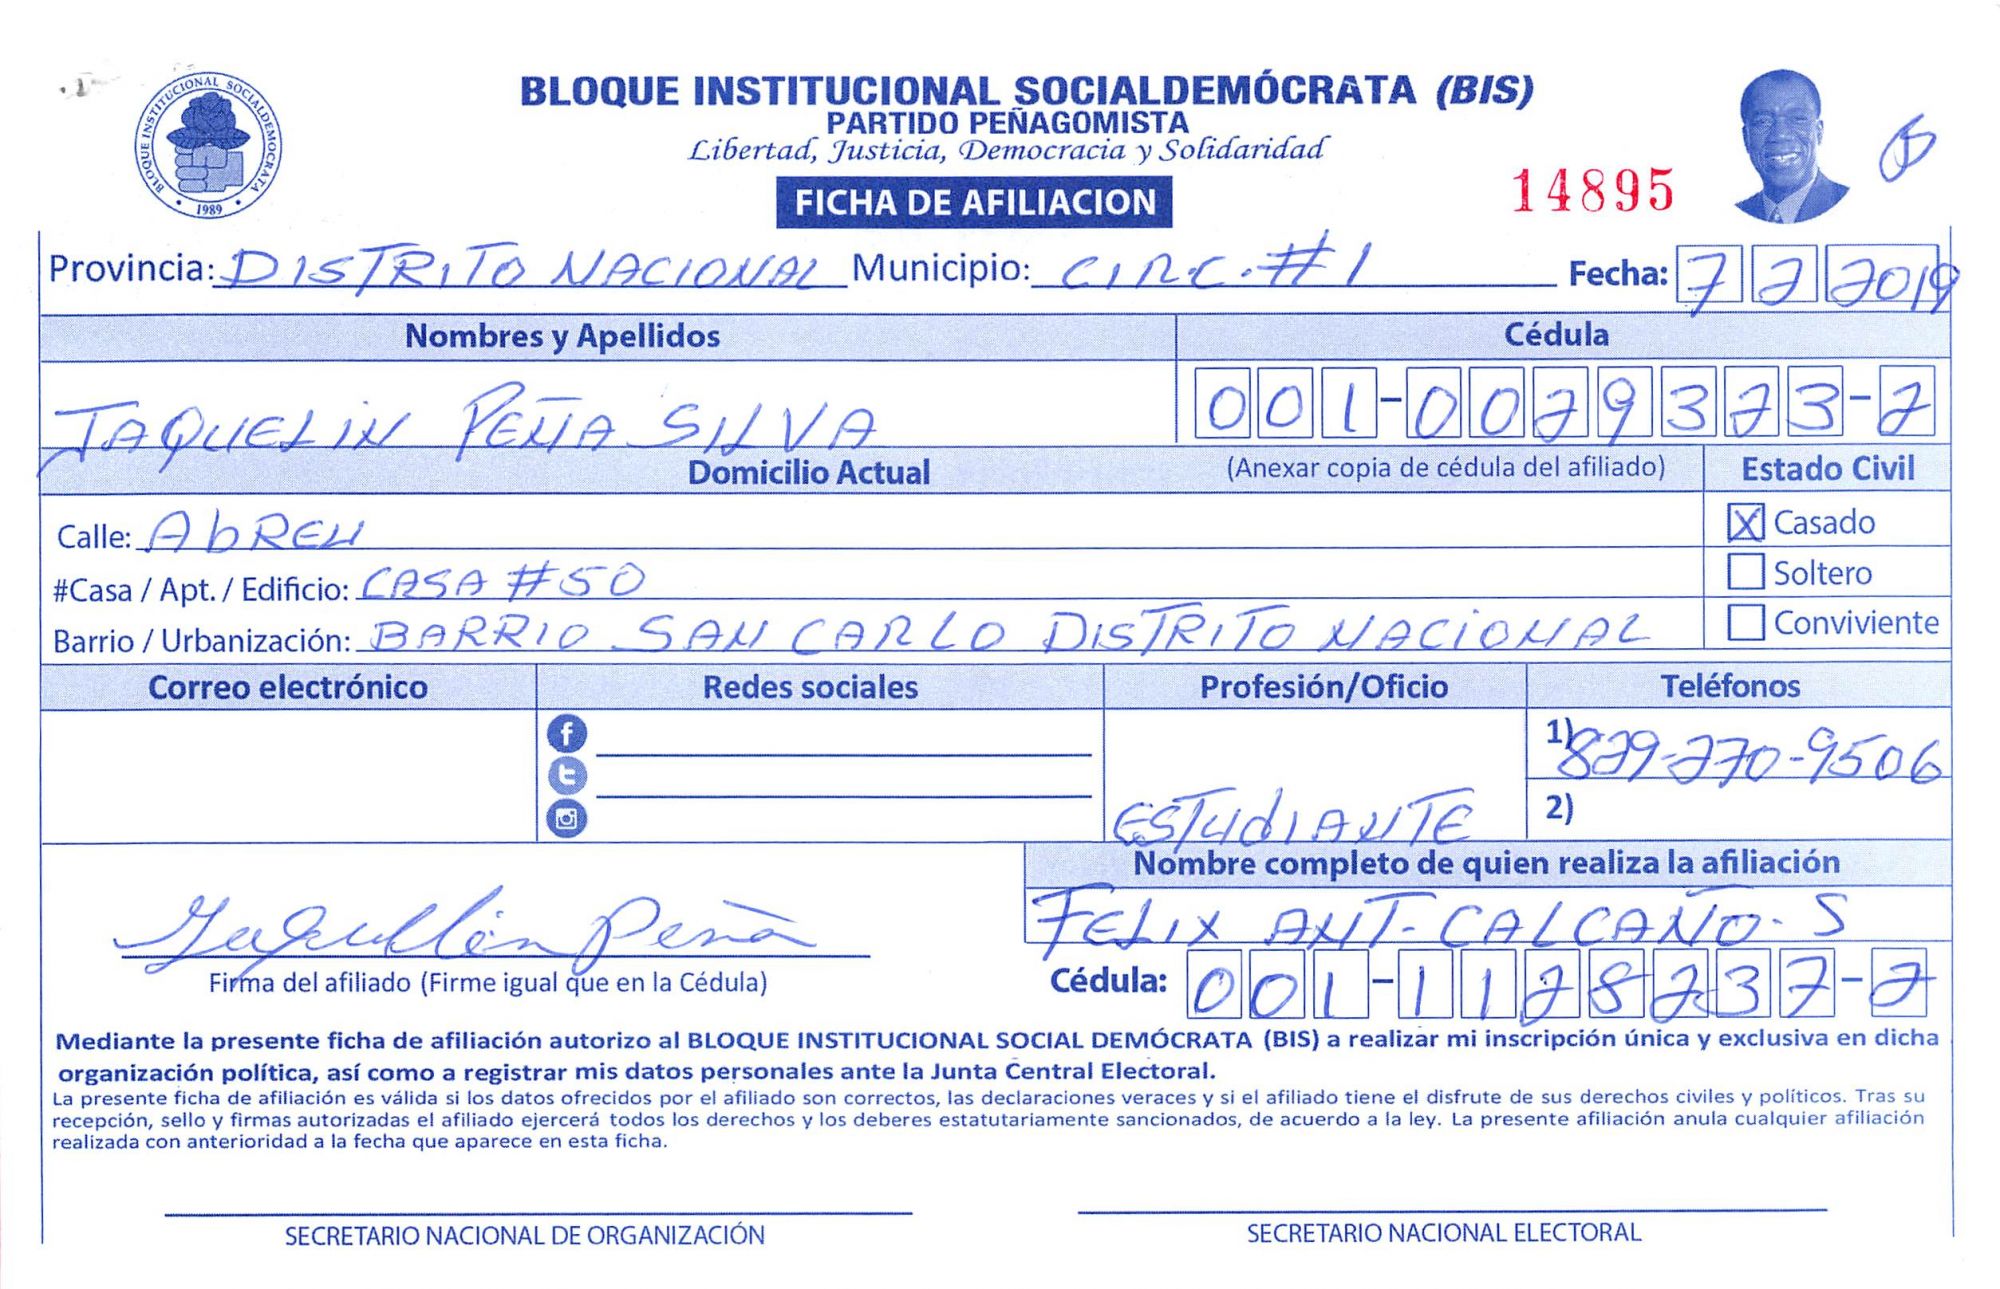 BLOQUE INSTITUCIONAL SOCIALDEMOCRATA
1989
BLOQUE INSTITUCIONAL SOCIALDEMÓCRATA (BIS)
PARTIDO PEÑAGOMISTA
Libertad, Justicia, Democracia y Solidaridad
FICHA DE AFILIACION
14895
Provincia: DISTRITO NACIONAL Municipio: CIRC. #1 Fecha: 7 2 2019
Nombres y Apellidos Cédula
JAQUELIN PEÑA SILVA 001-0029323-2
Domicilio Actual (Anexar copia de cédula del afiliado) Estado Civil
Calle: AbREU X Casado
#Casa / Apt. / Edificio: CASA #50 Soltero
Barrio / Urbanización: BARRIO SAN CARLO DISTRITO NACIONAL Conviviente
Correo electrónico Redes sociales Profesión/Oficio Teléfonos
1) 829-270-9506
ESTUdIANTE 2)
Nombre completo de quien realiza la afiliación
Jaquellin Peña FELIX ANT. CALCAÑO. S
Firma del afiliado (Firme igual que en la Cédula) Cédula: 001-1128237-2
Mediante la presente ficha de afiliación autorizo al BLOQUE INSTITUCIONAL SOCIAL DEMÓCRATA (BIS) a realizar mi inscripción única y exclusiva en dicha
organización política, así como a registrar mis datos personales ante la Junta Central Electoral.
La presente ficha de afiliación es válida si los datos ofrecidos por el afiliado son correctos, las declaraciones veraces y si el afiliado tiene el disfrute de sus derechos civiles y políticos. Tras su
recepción, sello y firmas autorizadas el afiliado ejercerá todos los derechos y los deberes estatutariamente sancionados, de acuerdo a la ley. La presente afiliación anula cualquier afiliación
realizada con anterioridad a la fecha que aparece en esta ficha.
SECRETARIO NACIONAL DE ORGANIZACIÓN SECRETARIO NACIONAL ELECTORAL